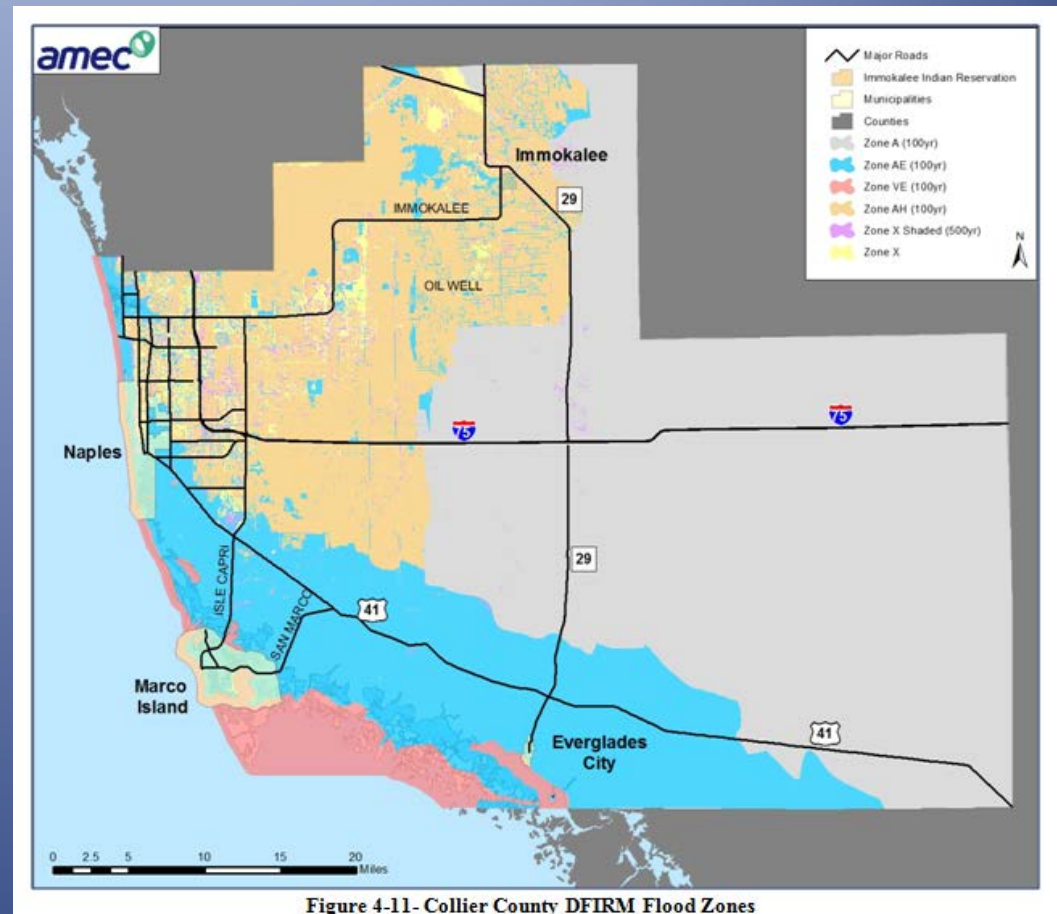 amec
Major Roads
Immokalee Indian Reservation
Municipalities
Counties
Zone A (100yr)
Zone AE (100yr)
Zone VE (100yr)
Zone AH (100yr)
Zone X Shaded (500yr)
Zone X
N
Immokalee
29
IMMOKALEE
OIL WELL
75
75
Naples
29
ISLE CAPRI
SAN MARCO
41
Marco
Island
Everglades
City
41
0 2.5 5 10 15 20
Miles
Figure 4-11- Collier County DFIRM Flood Zones